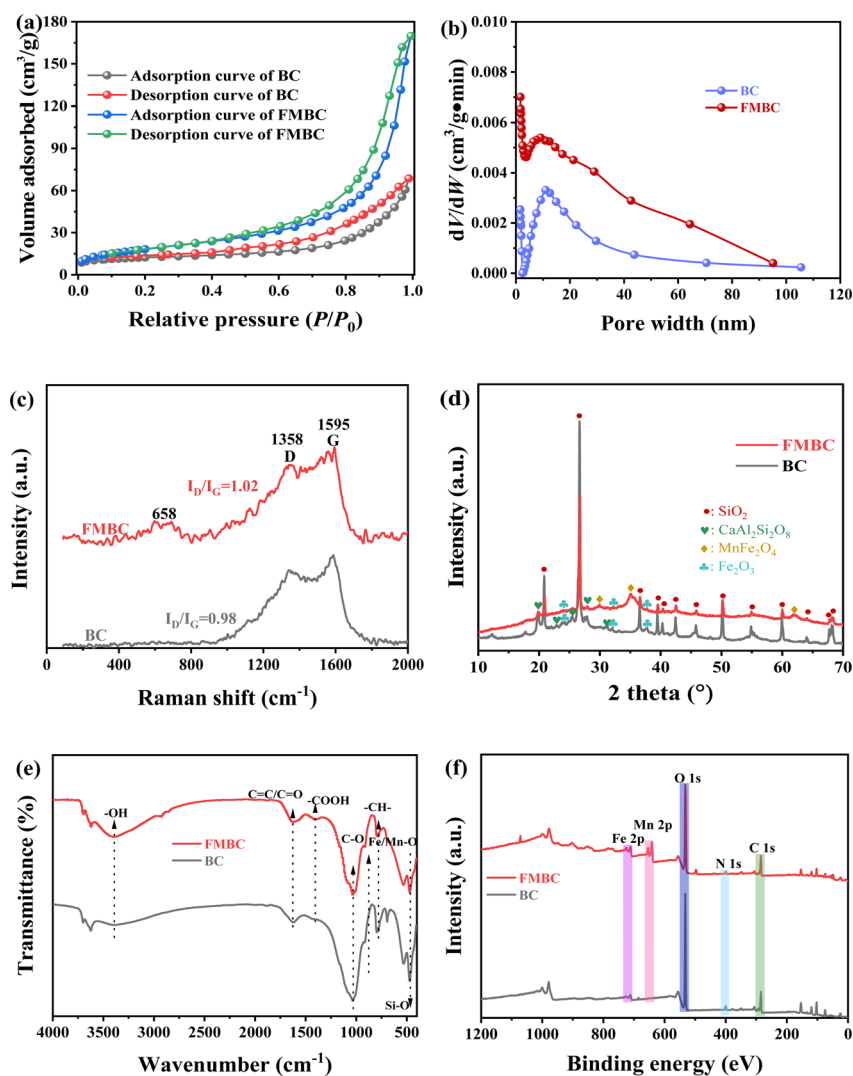 (a)
Volume adsorbed (cm³/g)
180
150
120
90
60
30
0
Adsorption curve of BC
Desorption curve of BC
Adsorption curve of FMBC
Desorption curve of FMBC
0.0 0.2 0.4 0.6 0.8 1.0
Relative pressure (P/P₀)
(b)
dV/dW (cm³/g•min)
0.010
0.008
0.006
0.004
0.002
0.000
BC
FMBC
0 20 40 60 80 100 120
Pore width (nm)
(c)
Intensity (a.u.)
1595
1358 G
D
I_D/I_G=1.02
658
FMBC
I_D/I_G=0.98
BC
0 400 800 1200 1600 2000
Raman shift (cm⁻¹)
(d)
Intensity (a.u.)
FMBC
BC
●: SiO₂
♥: CaAl₂Si₂O₈
◆: MnFe₂O₄
♣: Fe₂O₃
10 20 30 40 50 60 70
2 theta (°)
(e)
Transmittance (%)
C=C/C=O
-COOH
-OH
-CH-
C-O
Fe/Mn-O
FMBC
BC
Si-O
4000 3500 3000 2500 2000 1500 1000 500
Wavenumber (cm⁻¹)
(f)
Intensity (a.u.)
O 1s
Mn 2p
Fe 2p
N 1s
C 1s
FMBC
BC
1200 1000 800 600 400 200 0
Binding energy (eV)